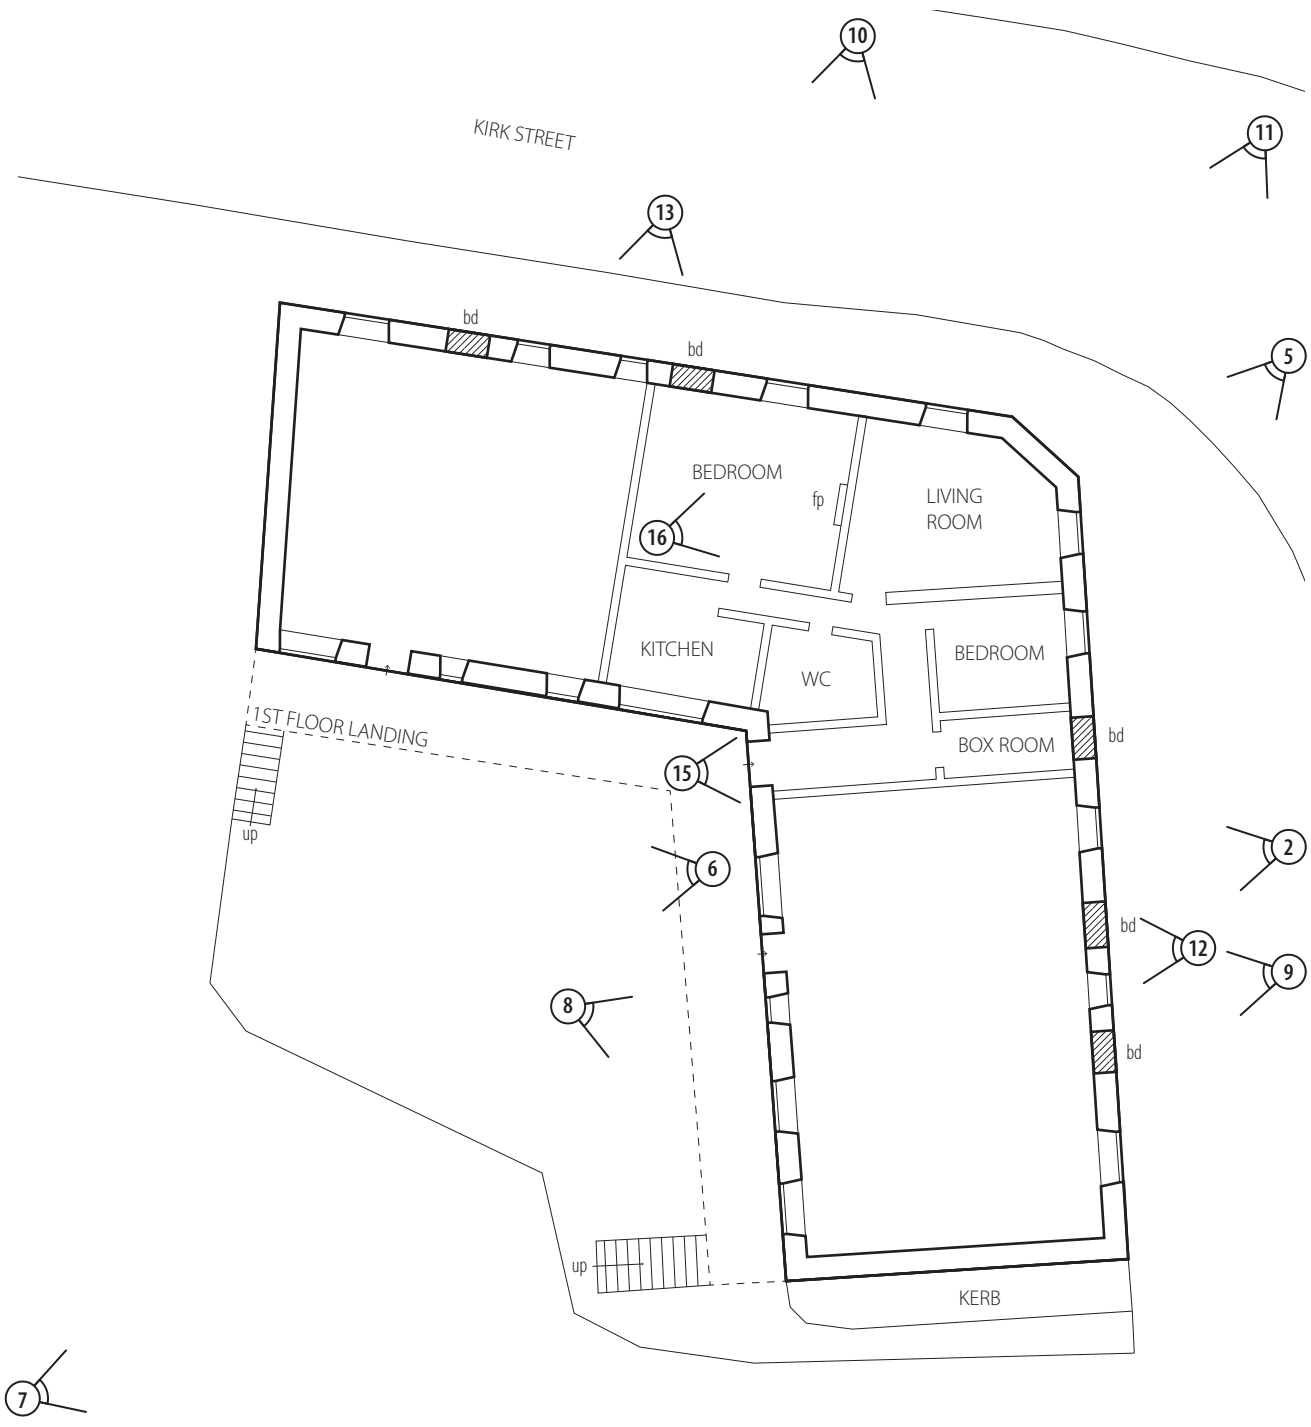 10
11
KIRK STREET
13
bd
bd
5
BEDROOM
fp
LIVING
ROOM
16
KITCHEN
WC
BEDROOM
1ST FLOOR LANDING
bd
BOX ROOM
15
up
2
6
bd
12
9
8
bd
up
KERB
7